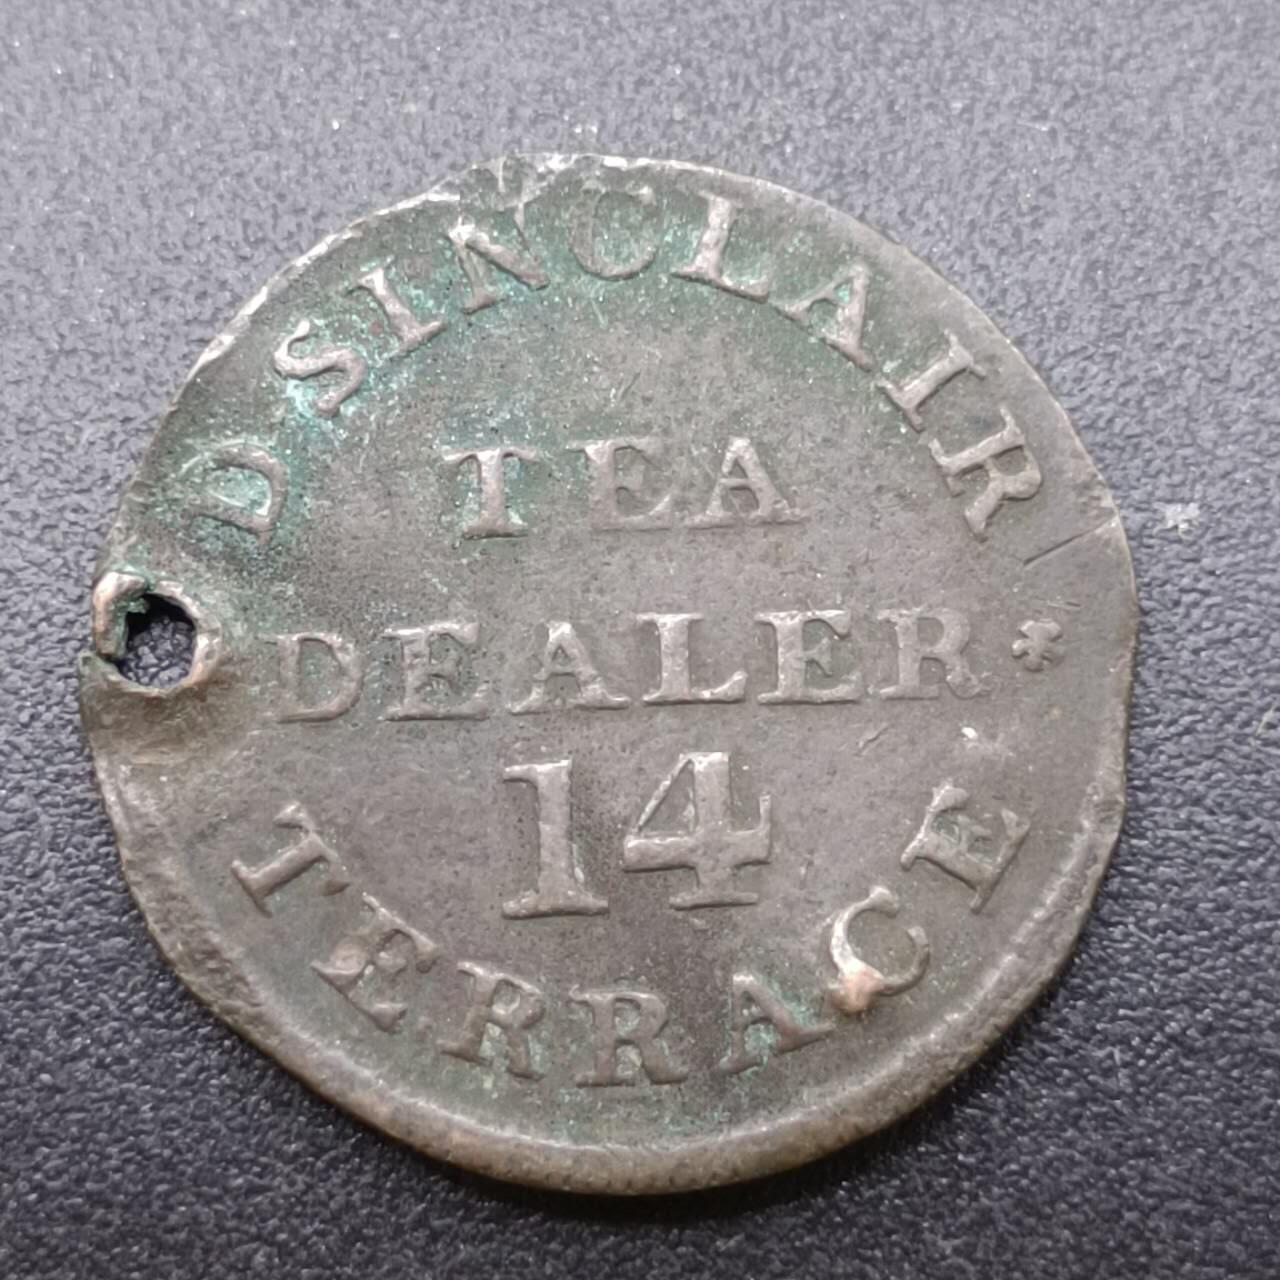 D SINCLAIR
TEA
DEALER *
14
TERRACE